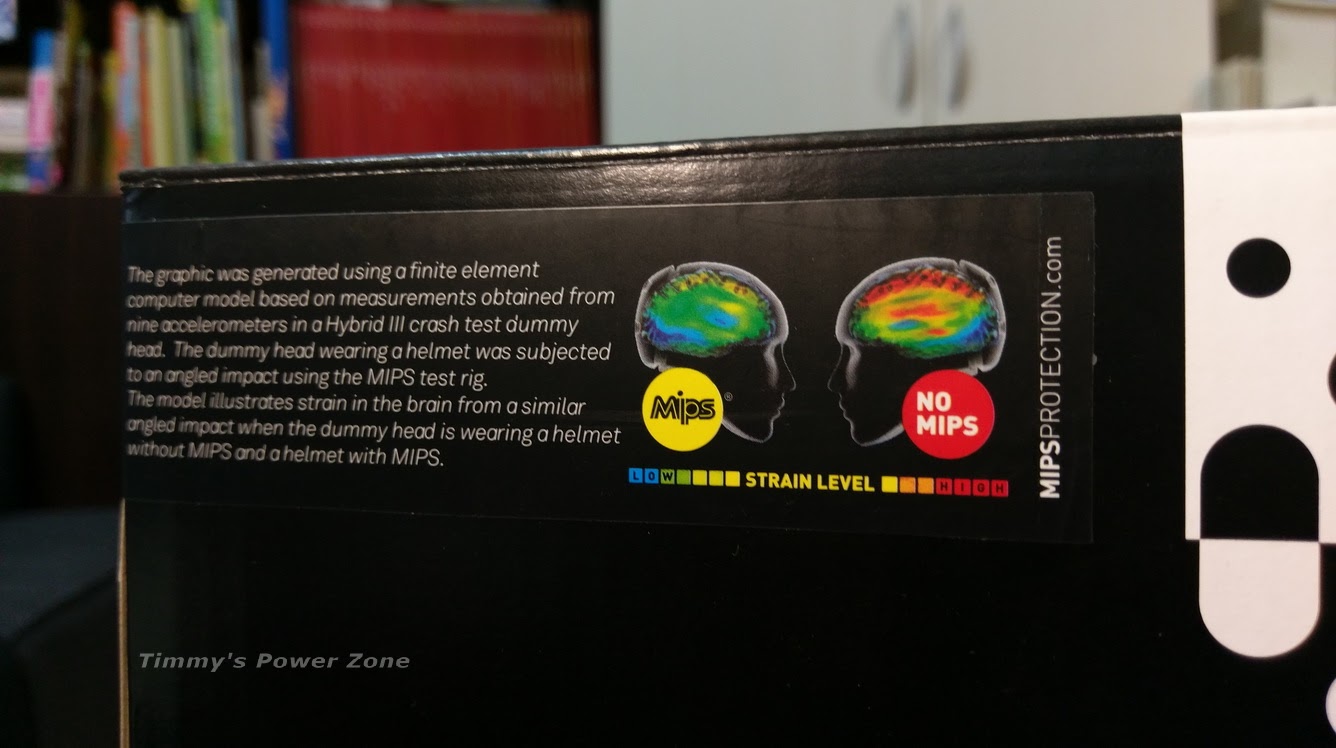 The graphic was generated using a finite element
computer model based on measurements obtained from
nine accelerometers in a Hybrid III crash test dummy
head. The dummy head wearing a helmet was subjected
to an angled impact using the MIPS test rig.
The model illustrates strain in the brain from a similar
angled impact when the dummy head is wearing a helmet
without MIPS and a helmet with MIPS.
Mips®
NO
MIPS
LOW STRAIN LEVEL HIGH
MIPSPROTECTION.com
Timmy's Power Zone